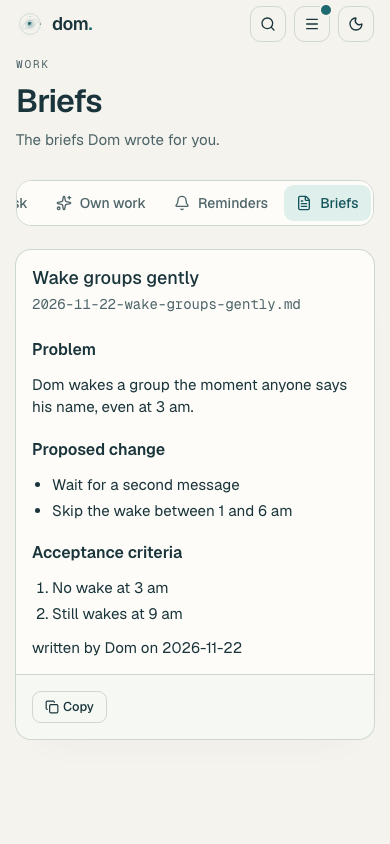 dom.
WORK
Briefs
The briefs Dom wrote for you.
sk
Own work
Reminders
Briefs
Wake groups gently
2026-11-22-wake-groups-gently.md
Problem
Dom wakes a group the moment anyone says
his name, even at 3 am.
Proposed change
• Wait for a second message
• Skip the wake between 1 and 6 am
Acceptance criteria
1. No wake at 3 am
2. Still wakes at 9 am
written by Dom on 2026-11-22
Copy